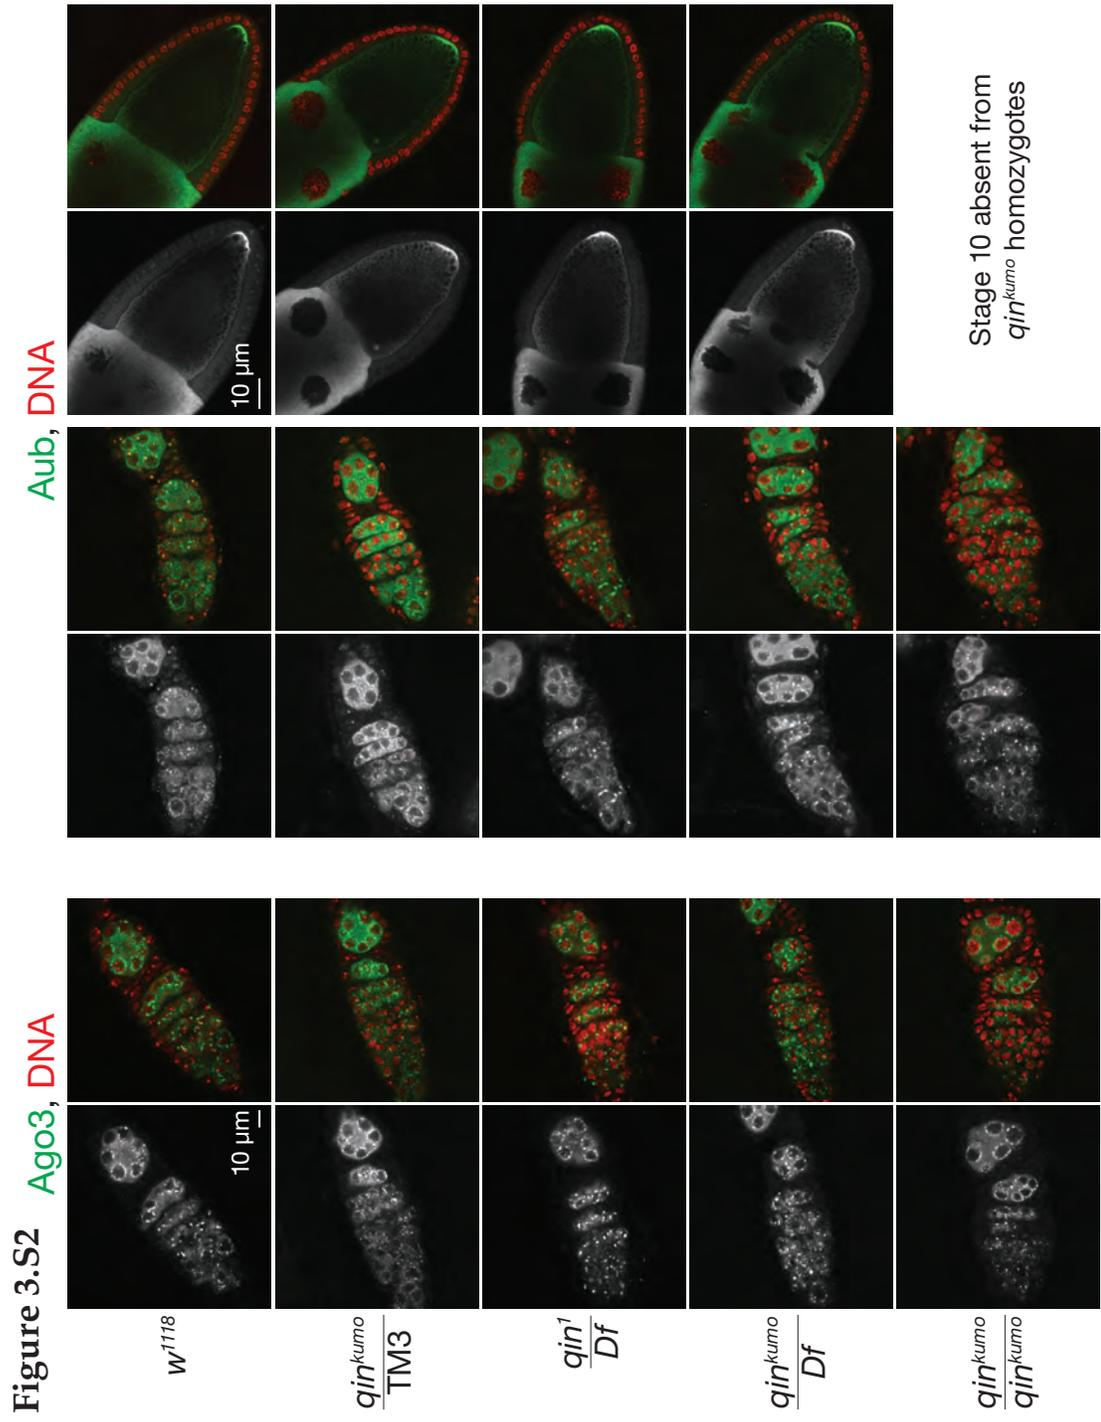 Figure 3.S2
Ago3, DNA
Aub, DNA
w1118
10 µm
10 µm
qinkumo
TM3
qin1
Df
qinkumo
Df
qinkumo
qinkumo
Stage 10 absent from
qinkumo homozygotes